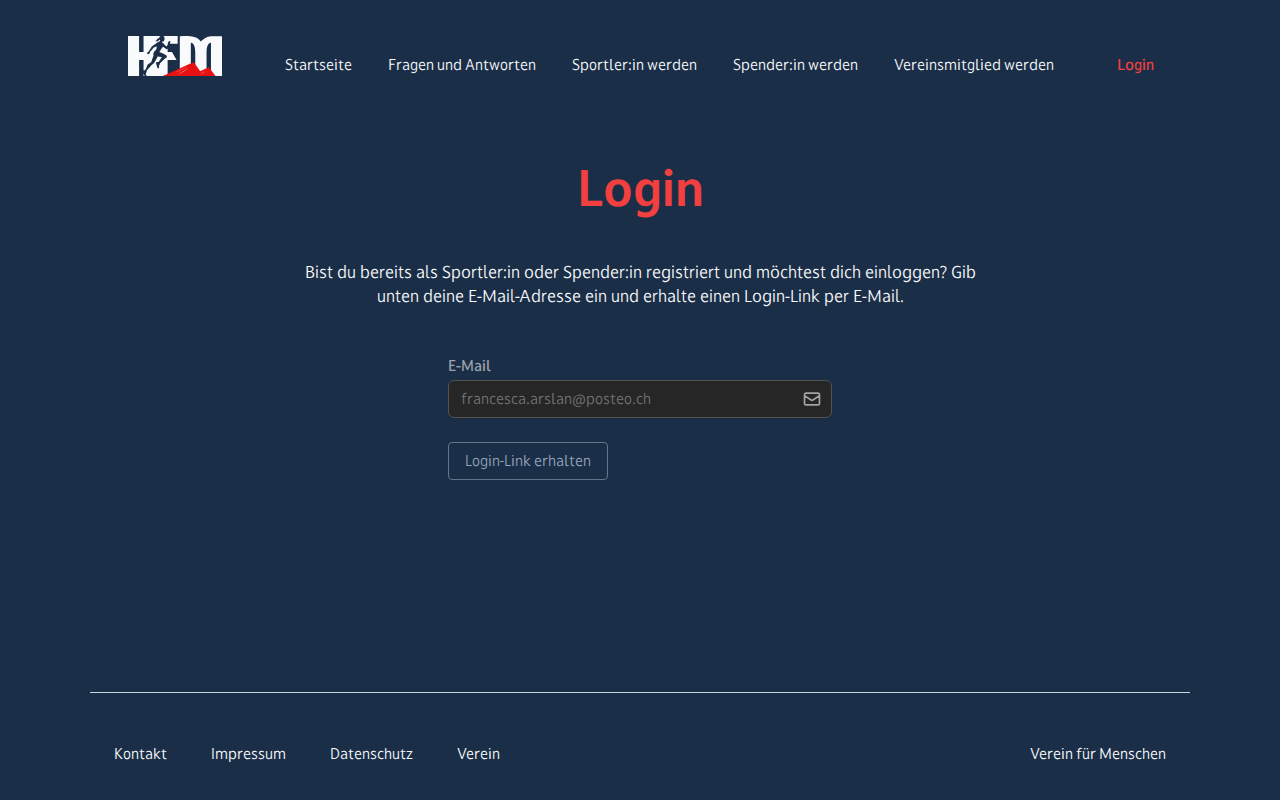 HFM
Startseite
Fragen und Antworten
Sportler:in werden
Spender:in werden
Vereinsmitglied werden
Login
Login
Bist du bereits als Sportler:in oder Spender:in registriert und möchtest dich einloggen? Gib
unten deine E-Mail-Adresse ein und erhalte einen Login-Link per E-Mail.
E-Mail
francesca.arslan@posteo.ch
Login-Link erhalten
Kontakt
Impressum
Datenschutz
Verein
Verein für Menschen